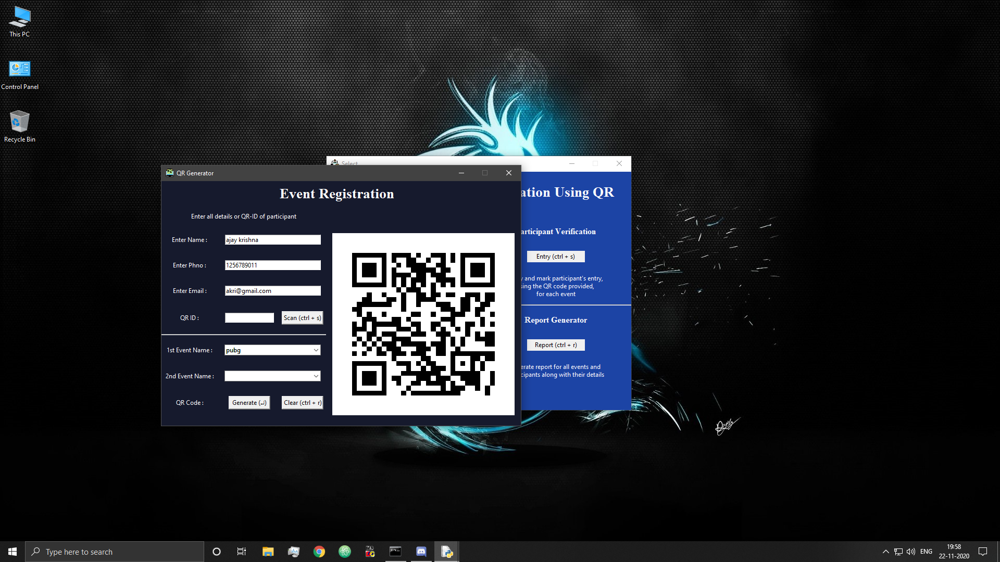 This PC
Control Panel
Recycle Bin
Select
QR Generator
Event Registration
Enter all details or QR-ID of participant
Enter Name :
ajay krishna
Enter Phno :
1256789011
Enter Email :
akri@gmail.com
QR ID :
Scan (ctrl + s)
1st Event Name :
pubg
2nd Event Name :
QR Code :
Generate (↵)
Clear (ctrl + r)
ation Using QR
articipant Verification
Entry (ctrl + s)
y and mark participant's entry,
ing the QR code provided,
for each event
Report Generator
Report (ctrl + r)
erate report for all events and
cipants along with their details
Type here to search
ENG
19:58
22-11-2020